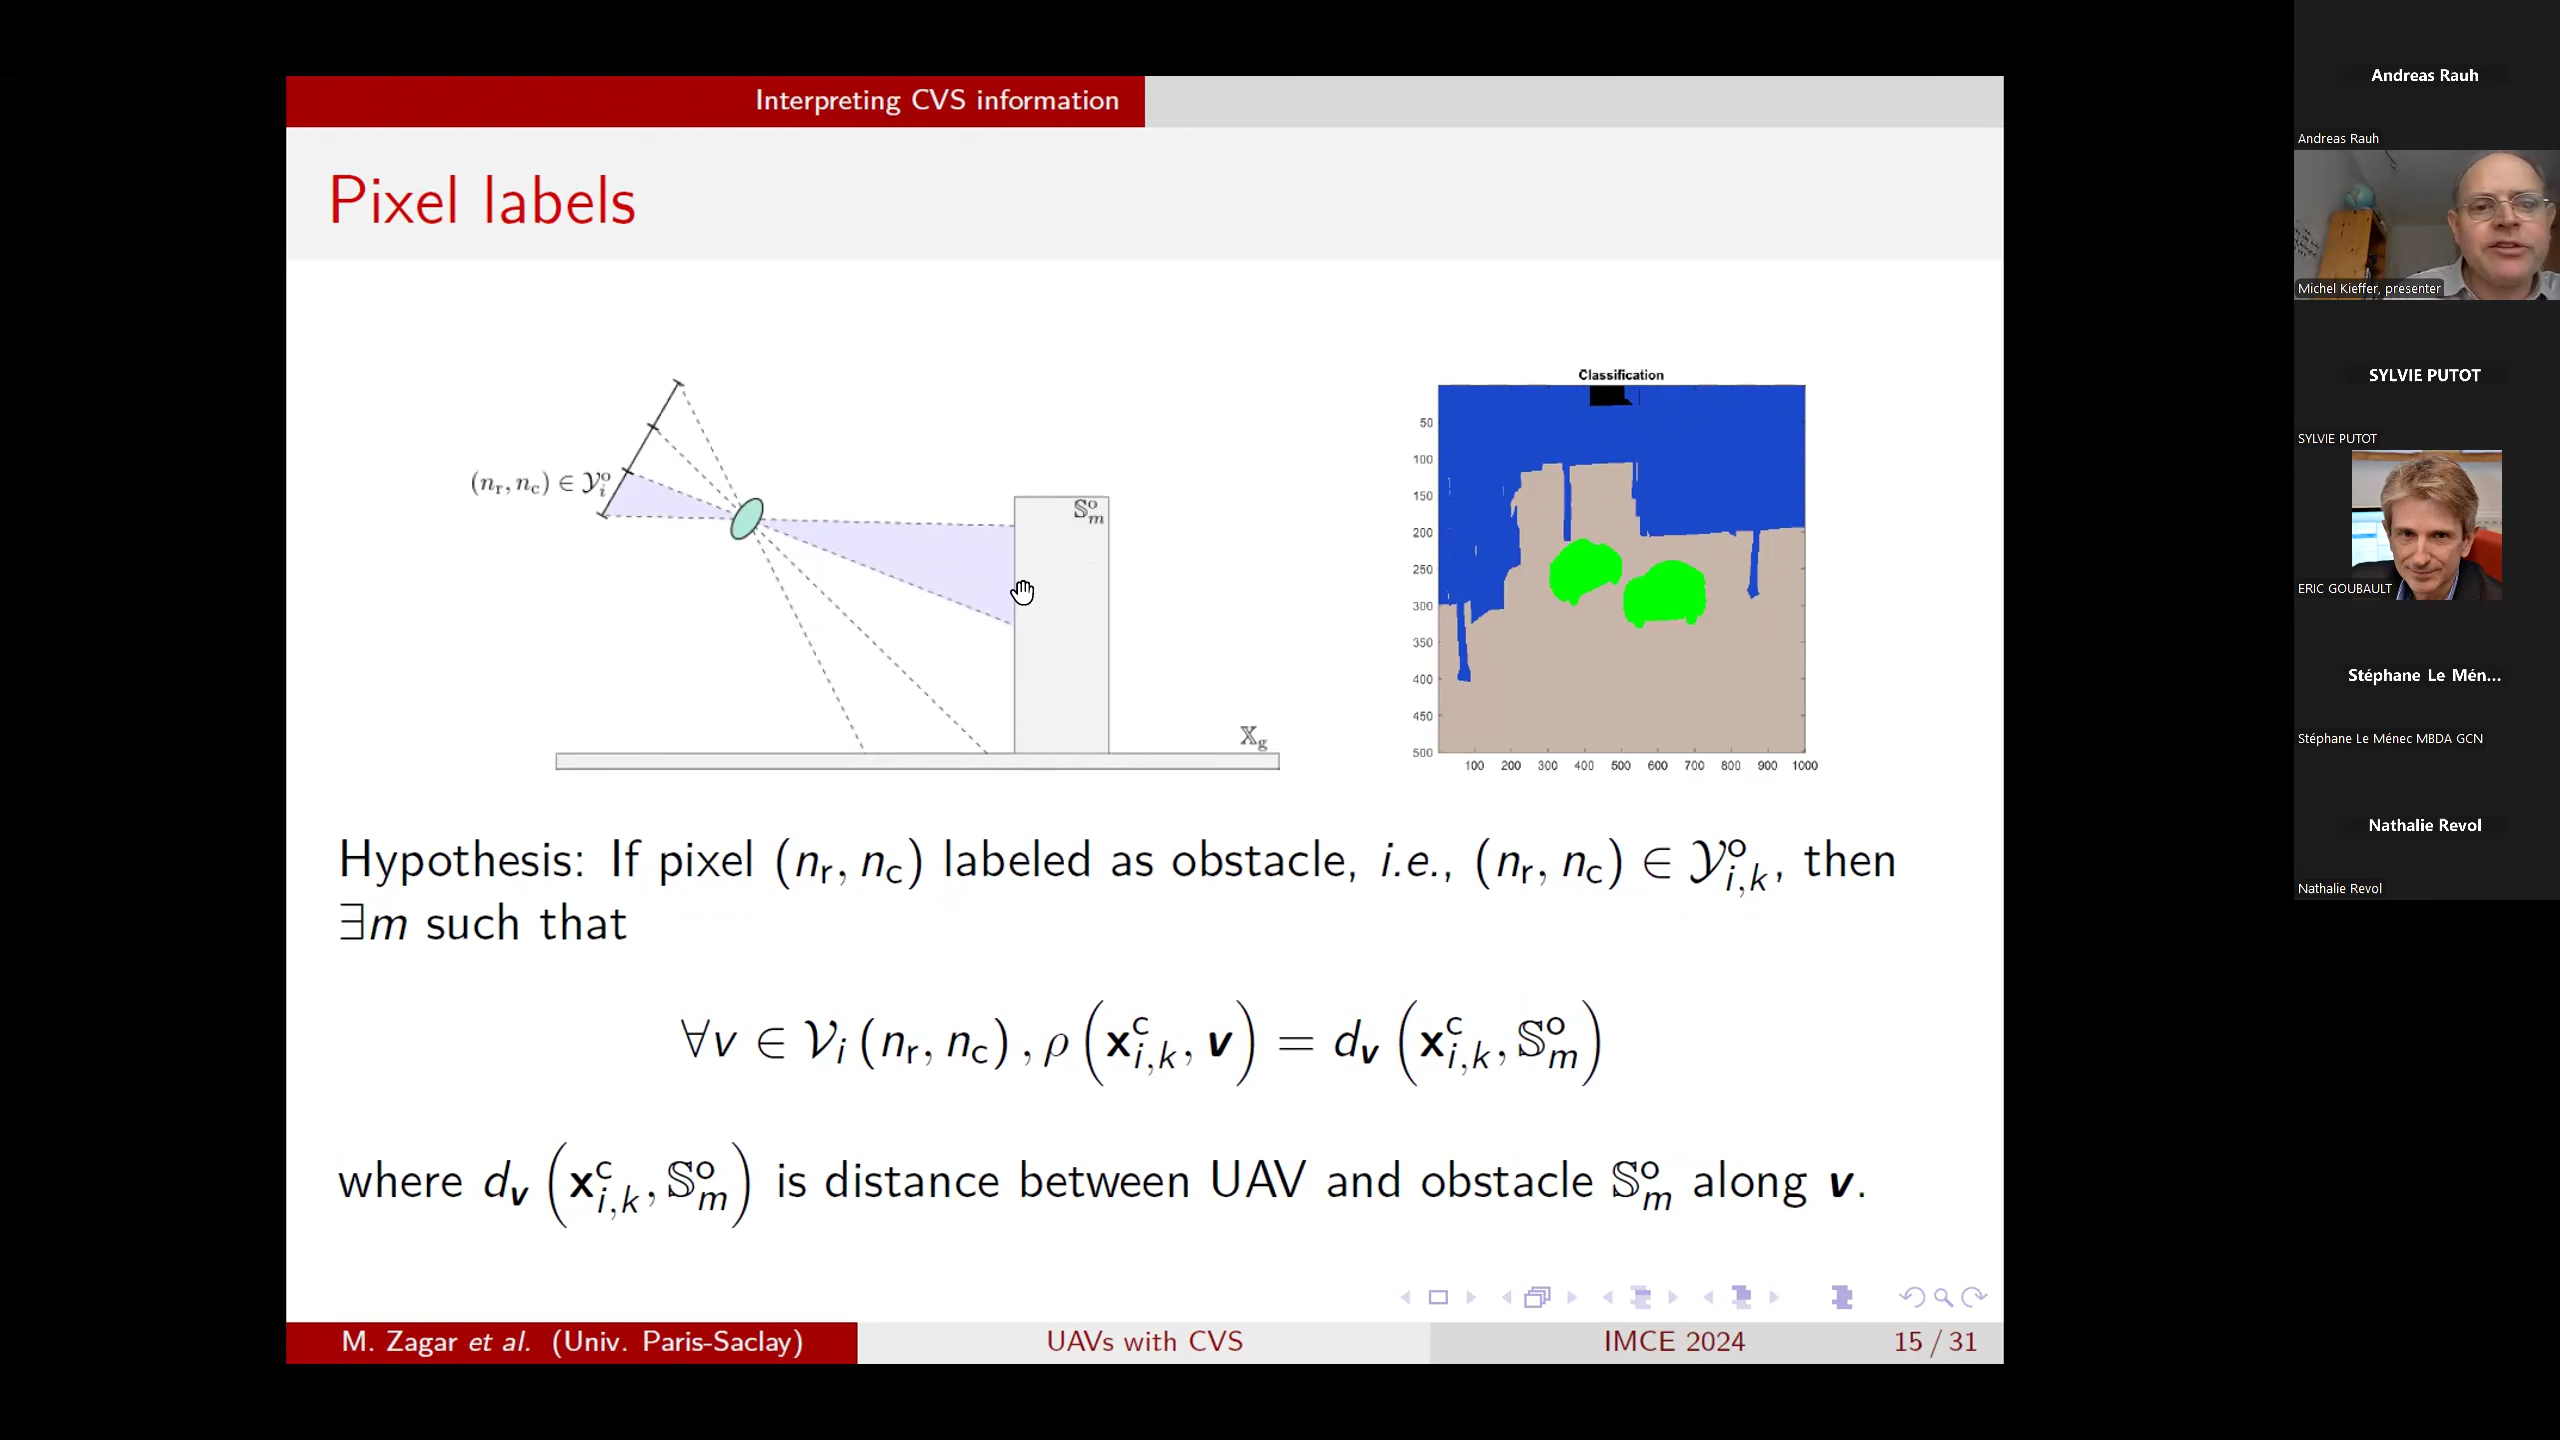 Interpreting CVS information
Pixel labels
(n_r, n_c) ∈ 𝒴_i^o
𝕊_m^o
𝕏_g
Classification
50
100
150
200
250
300
350
400
450
500
100 200 300 400 500 600 700 800 900 1000
Hypothesis: If pixel (n_r, n_c) labeled as obstacle, i.e., (n_r, n_c) ∈ 𝒴_{i,k}^o, then
∃m such that
∀v ∈ 𝒱_i (n_r, n_c), ρ (x_{i,k}^c, v) = d_v (x_{i,k}^c, 𝕊_m^o)
where d_v (x_{i,k}^c, 𝕊_m^o) is distance between UAV and obstacle 𝕊_m^o along v.
M. Zagar et al. (Univ. Paris-Saclay)
UAVs with CVS
IMCE 2024
15 / 31
Andreas Rauh
Andreas Rauh
Michel Kieffer, presenter
SYLVIE PUTOT
SYLVIE PUTOT
ERIC GOUBAULT
Stéphane Le Mén...
Stéphane Le Ménec MBDA GCN
Nathalie Revol
Nathalie Revol